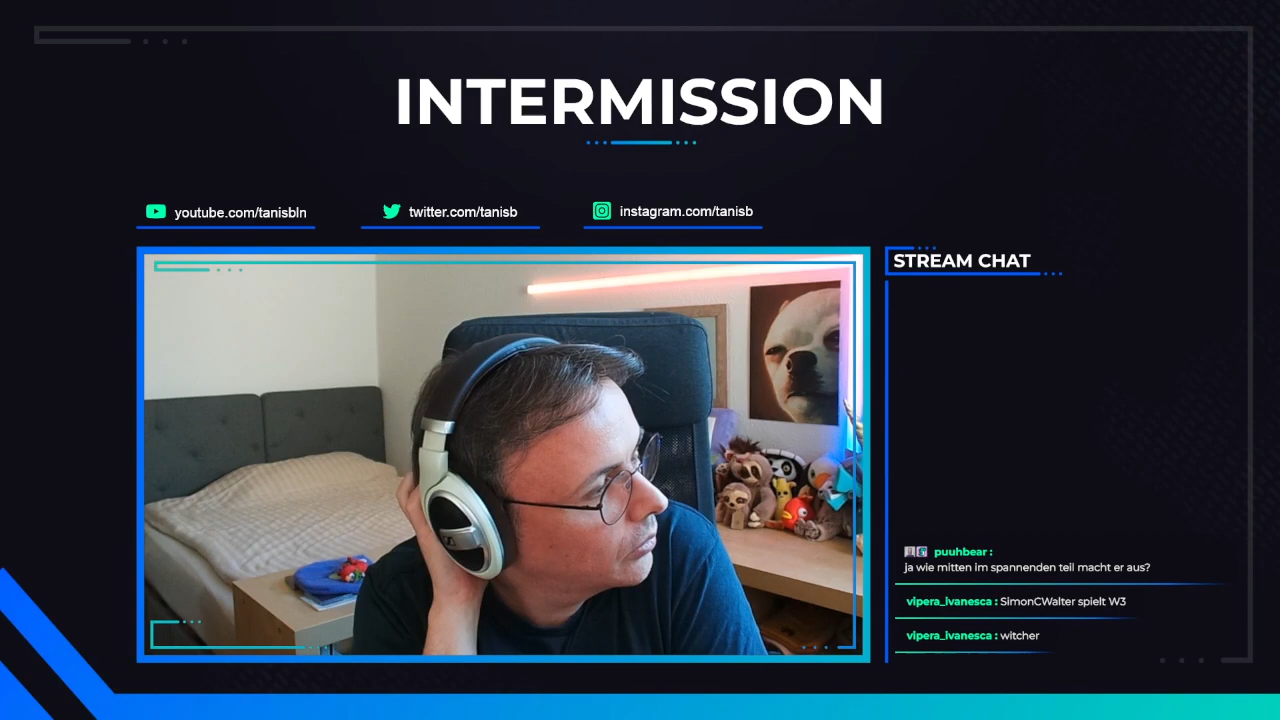 INTERMISSION
youtube.com/tanisbln
twitter.com/tanisb
instagram.com/tanisb
STREAM CHAT
puuhbear :
ja wie mitten im spannenden teil macht er aus?
vipera_ivanesca : SimonCWalter spielt W3
vipera_ivanesca : witcher